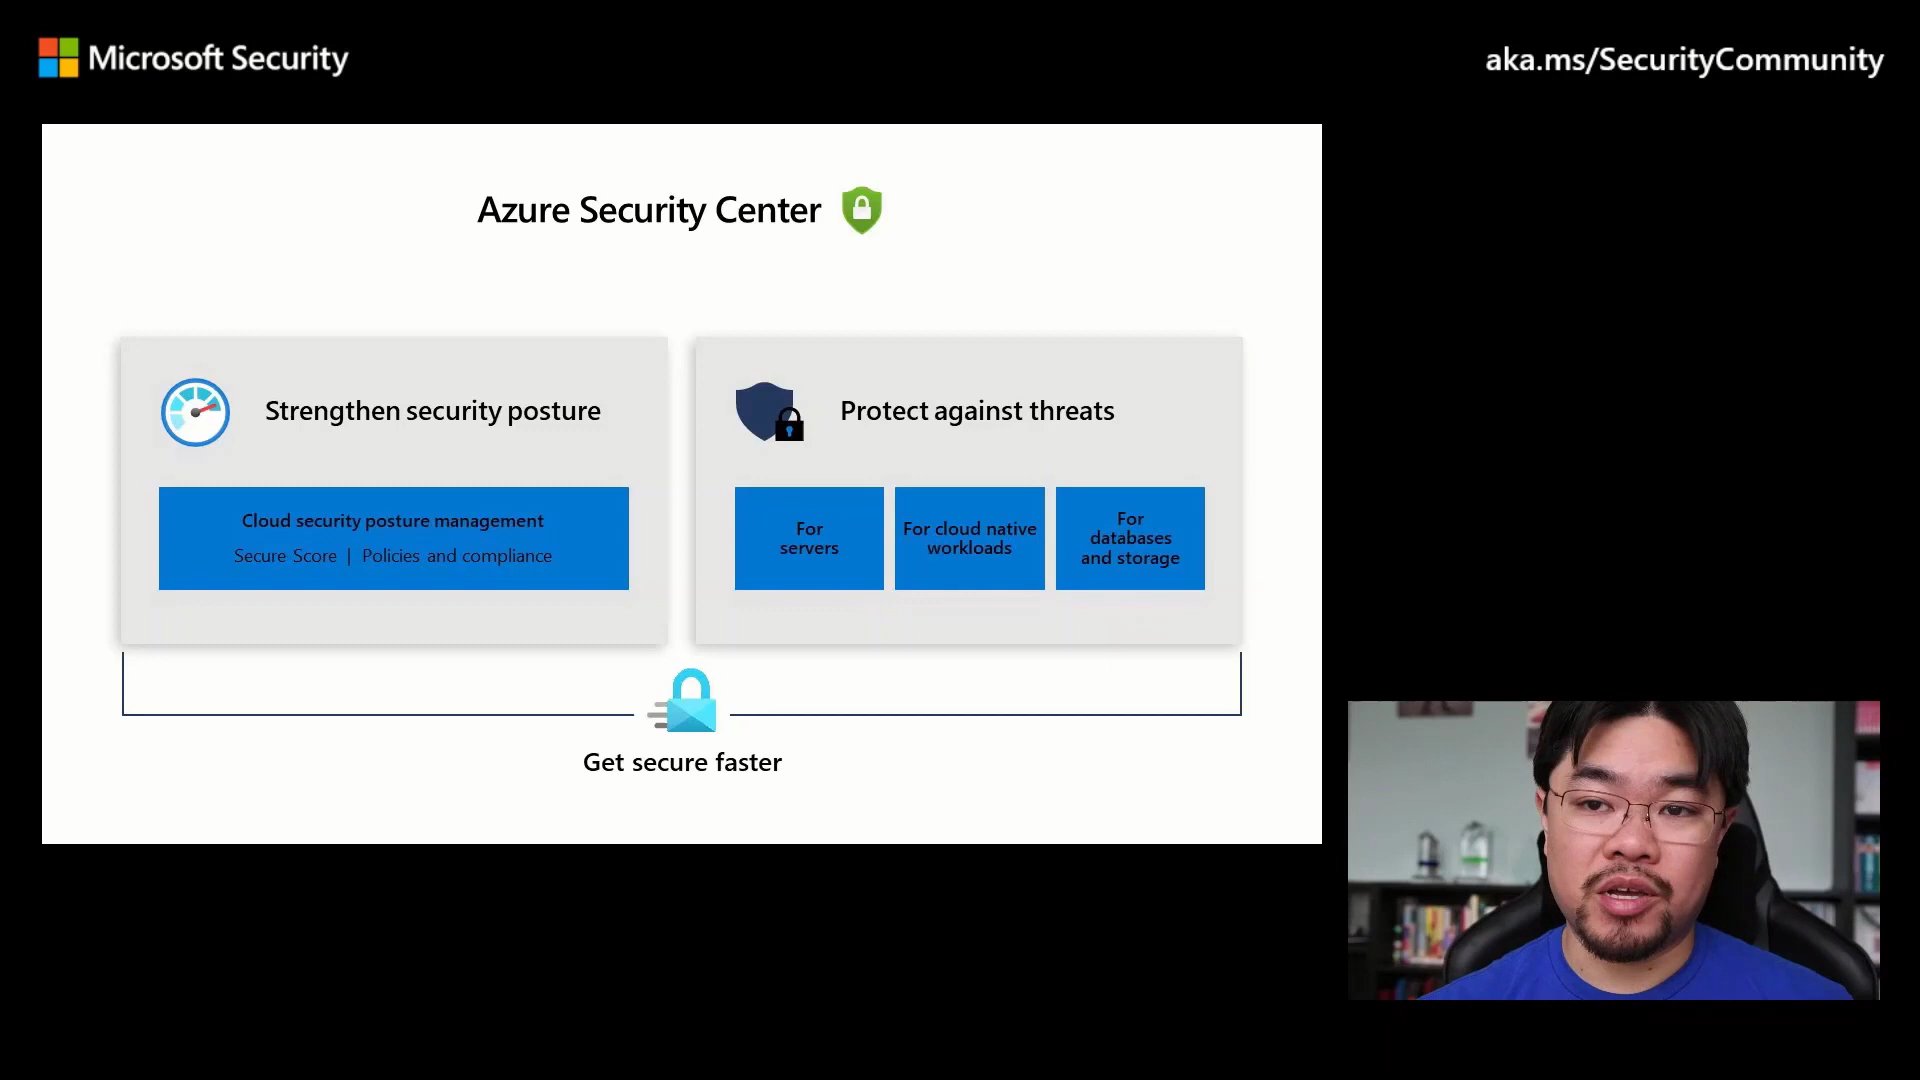 Microsoft Security
aka.ms/SecurityCommunity
Azure Security Center
Strengthen security posture
Cloud security posture management
Secure Score | Policies and compliance
Protect against threats
For
servers
For cloud native
workloads
For
databases
and storage
Get secure faster